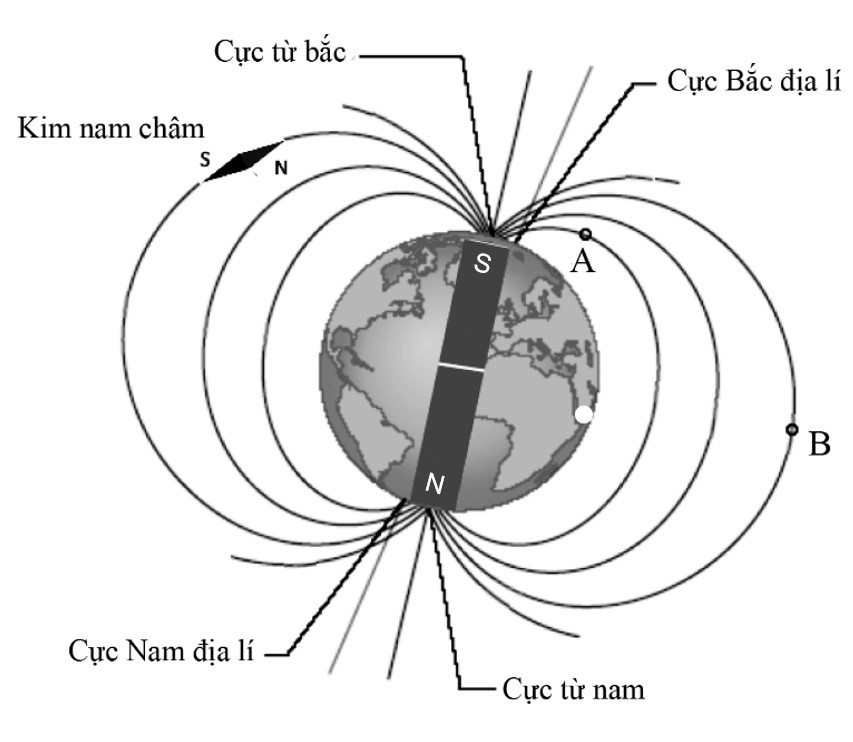 Cực từ bắc
Cực Bắc địa lí
Kim nam châm
S
N
S
A
B
N
Cực Nam địa lí
Cực từ nam